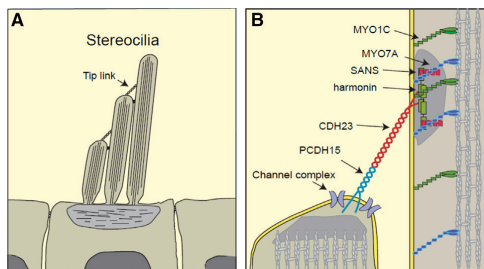 A
Stereocilia
Tip link
B
MYO1C
MYO7A
SANS
harmonin
CDH23
PCDH15
Channel complex